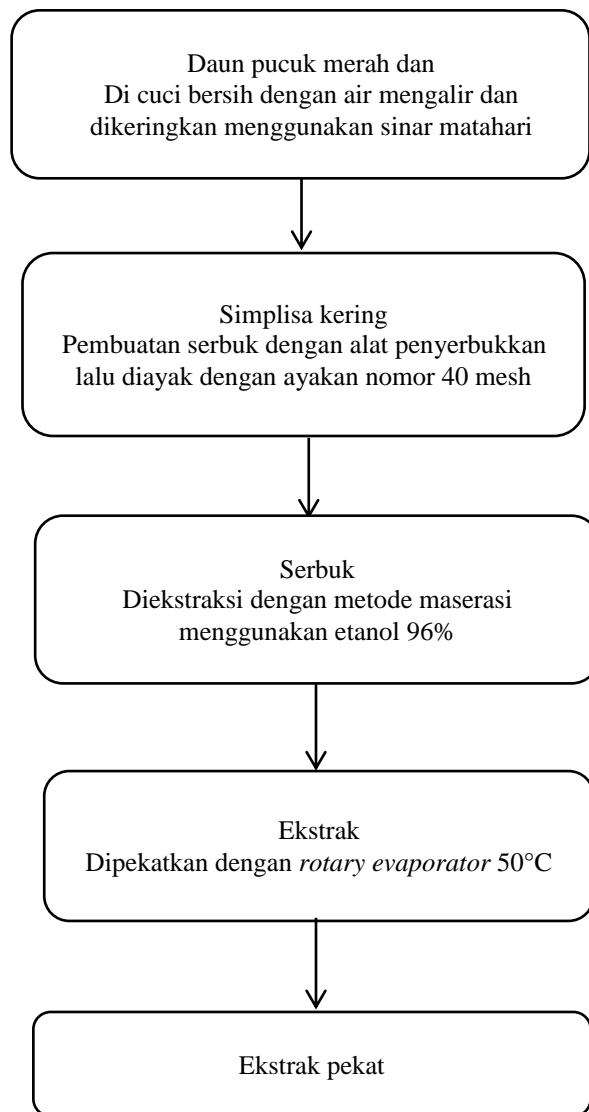 Daun pucuk merah dan
Di cuci bersih dengan air mengalir dan
dikeringkan menggunakan sinar matahari
Simplisa kering
Pembuatan serbuk dengan alat penyerbukkan
lalu diayak dengan ayakan nomor 40 mesh
Serbuk
Diekstraksi dengan metode maserasi
menggunakan etanol 96%
Ekstrak
Dipekatkan dengan rotary evaporator 50°C
Ekstrak pekat